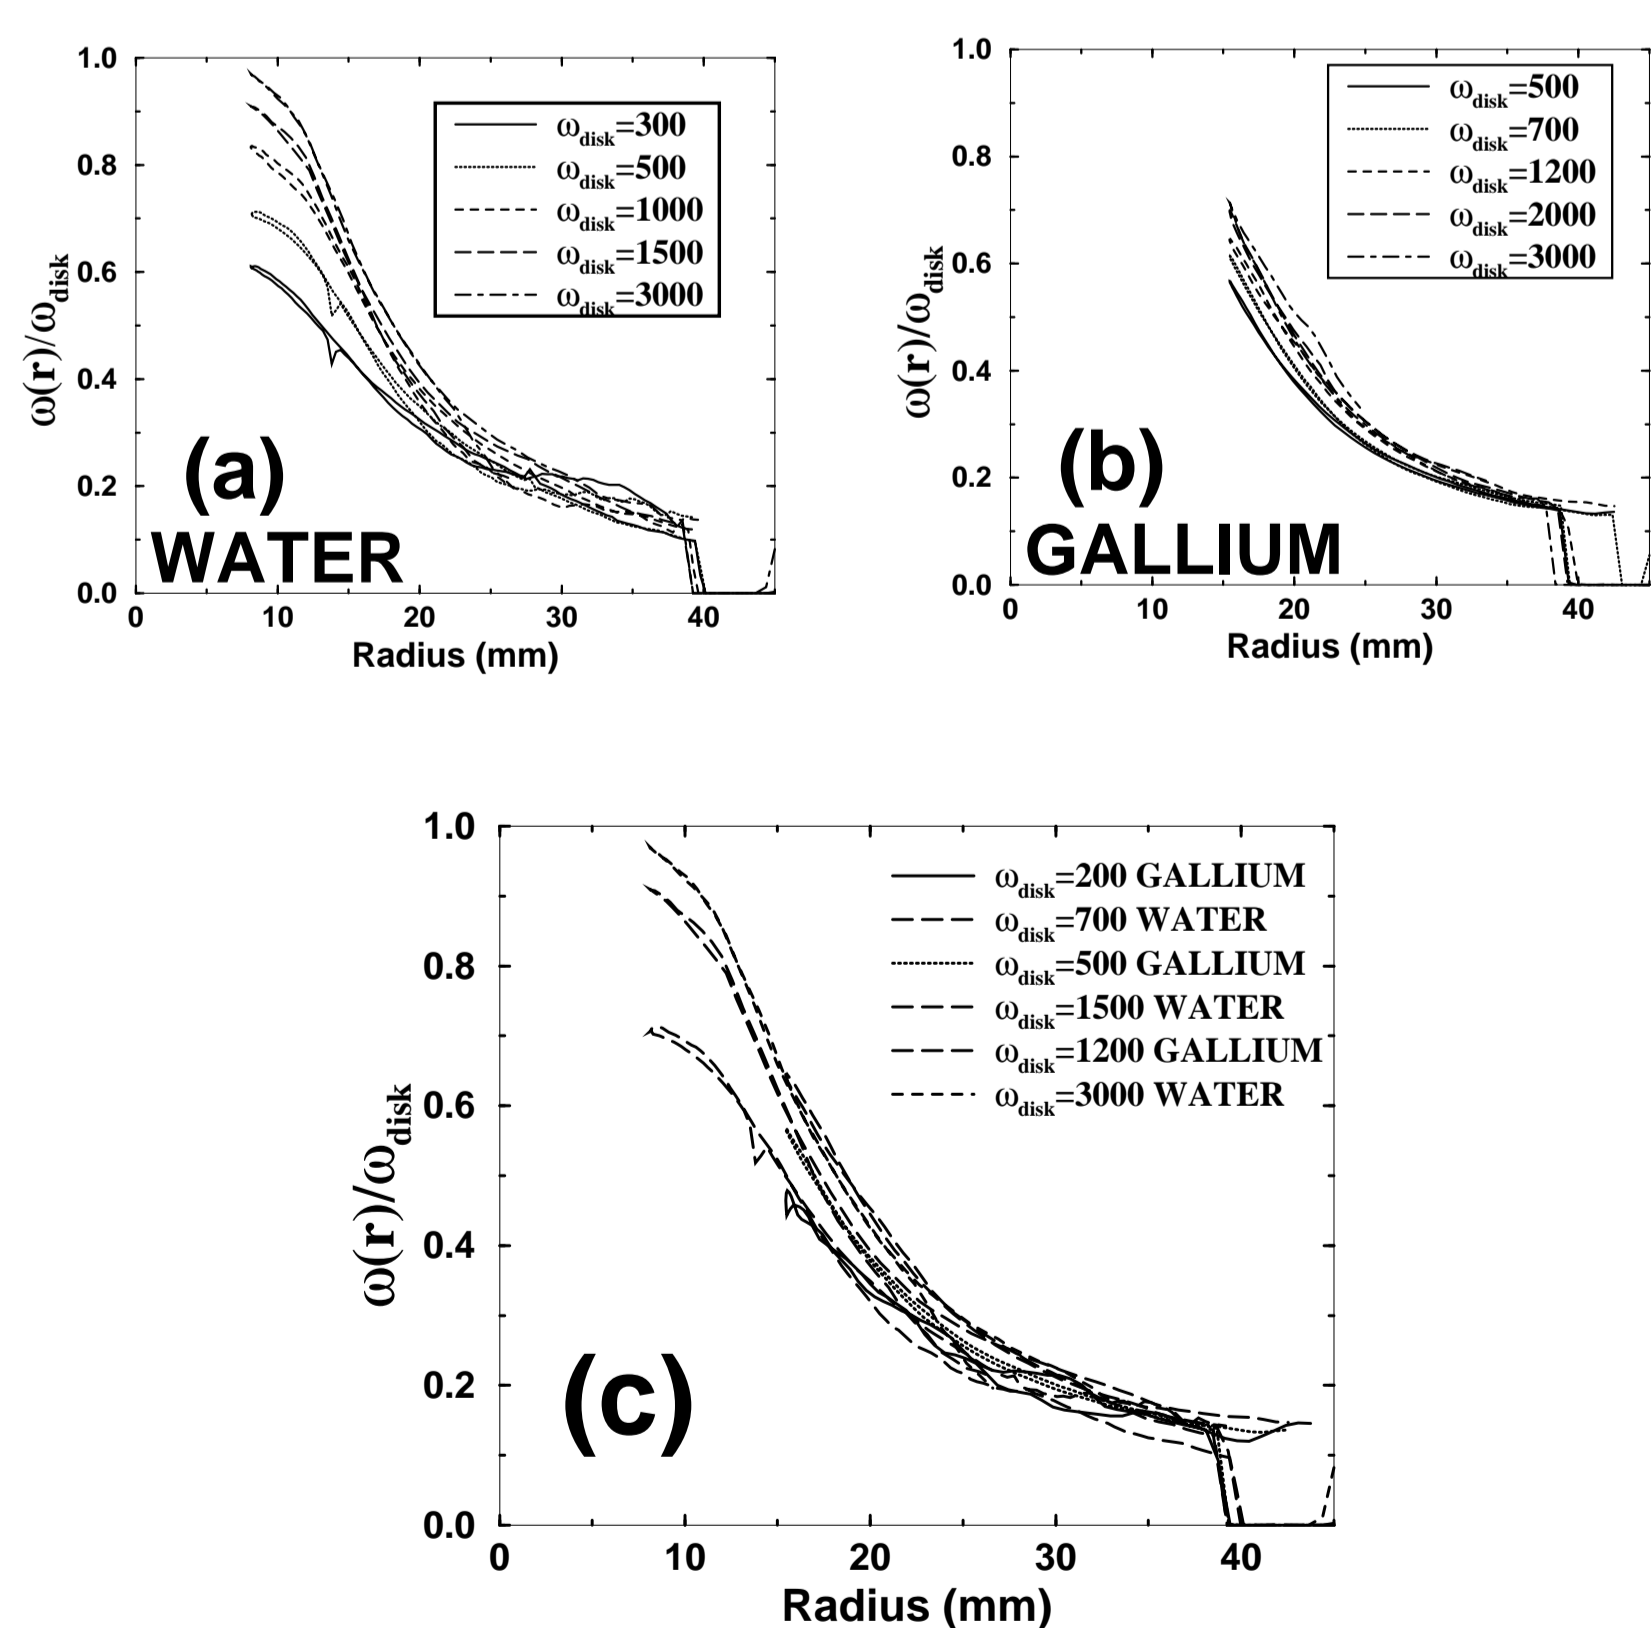 1.0
0.8
0.6
0.4
0.2
0.0
ω(r)/ω_disk
ω_disk=300
ω_disk=500
ω_disk=1000
ω_disk=1500
ω_disk=3000
(a)
WATER
0 10 20 30 40
Radius (mm)
1.0
0.8
0.6
0.4
0.2
0.0
ω(r)/ω_disk
ω_disk=500
ω_disk=700
ω_disk=1200
ω_disk=2000
ω_disk=3000
(b)
GALLIUM
0 10 20 30 40
Radius (mm)
1.0
0.8
0.6
0.4
0.2
0.0
ω(r)/ω_disk
ω_disk=200 GALLIUM
ω_disk=700 WATER
ω_disk=500 GALLIUM
ω_disk=1500 WATER
ω_disk=1200 GALLIUM
ω_disk=3000 WATER
(c)
0 10 20 30 40
Radius (mm)